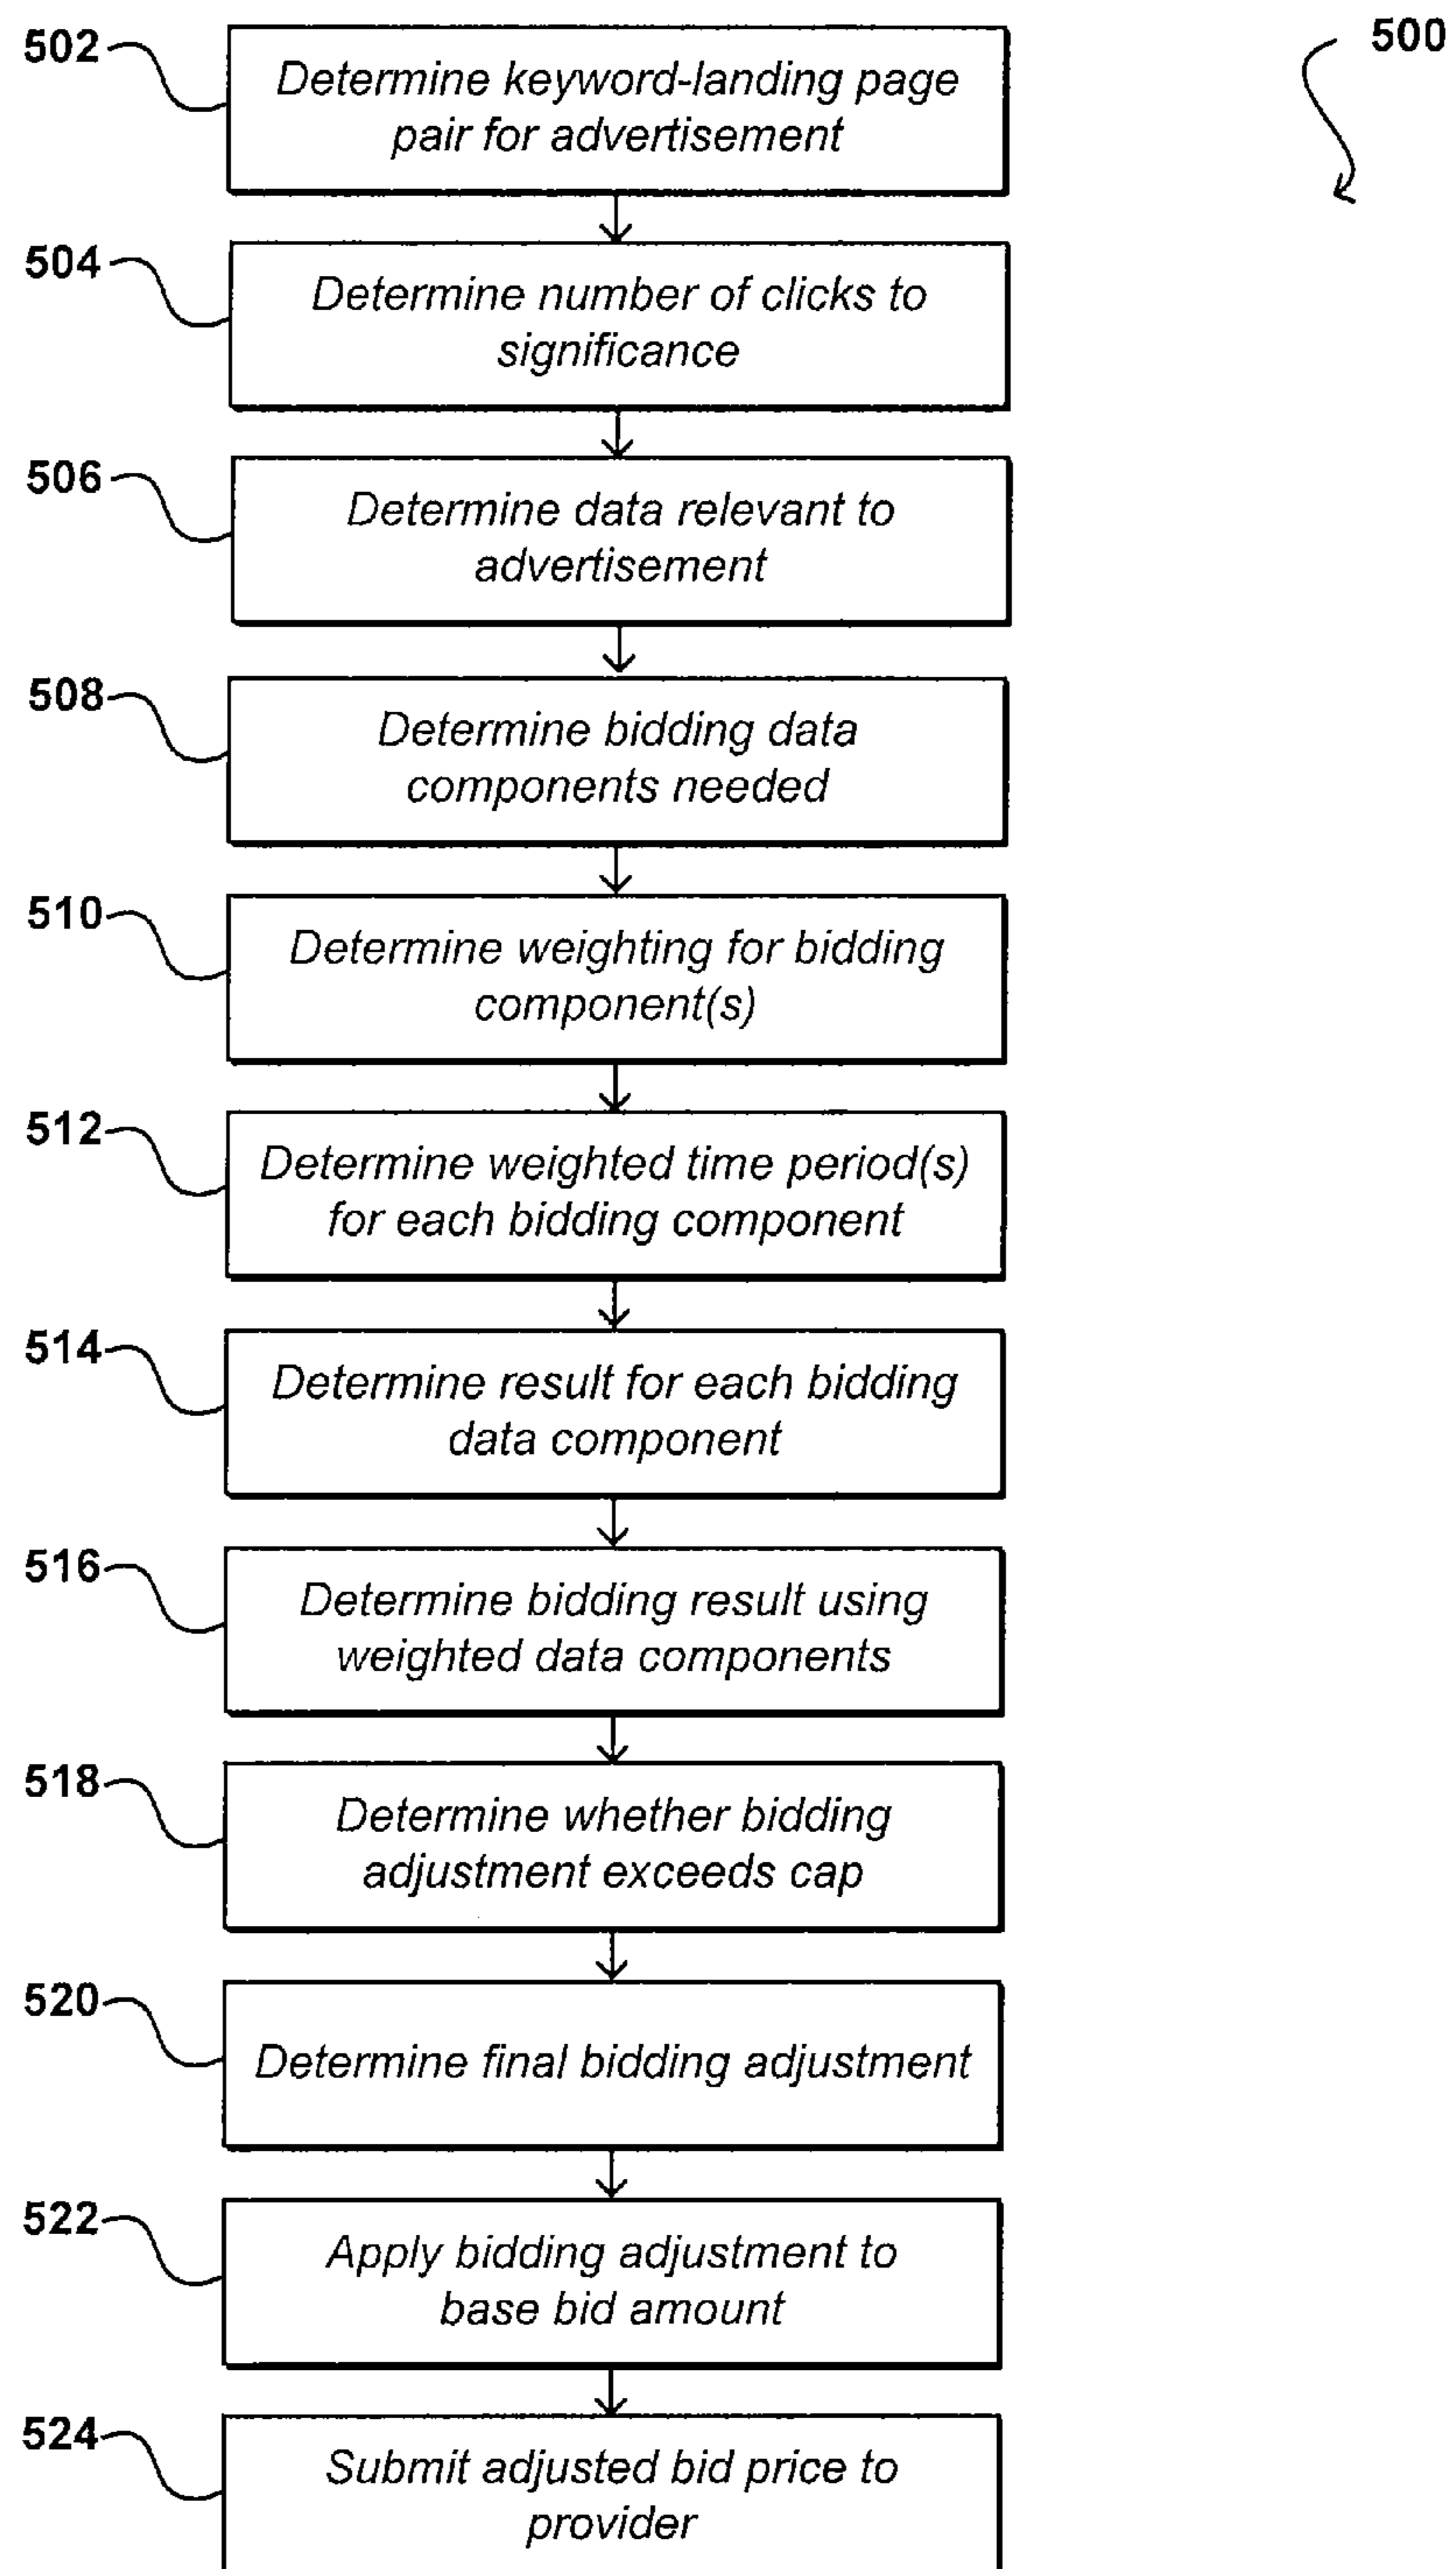 500
502
Determine keyword-landing page
pair for advertisement
504
Determine number of clicks to
significance
506
Determine data relevant to
advertisement
508
Determine bidding data
components needed
510
Determine weighting for bidding
component(s)
512
Determine weighted time period(s)
for each bidding component
514
Determine result for each bidding
data component
516
Determine bidding result using
weighted data components
518
Determine whether bidding
adjustment exceeds cap
520
Determine final bidding adjustment
522
Apply bidding adjustment to
base bid amount
524
Submit adjusted bid price to
provider